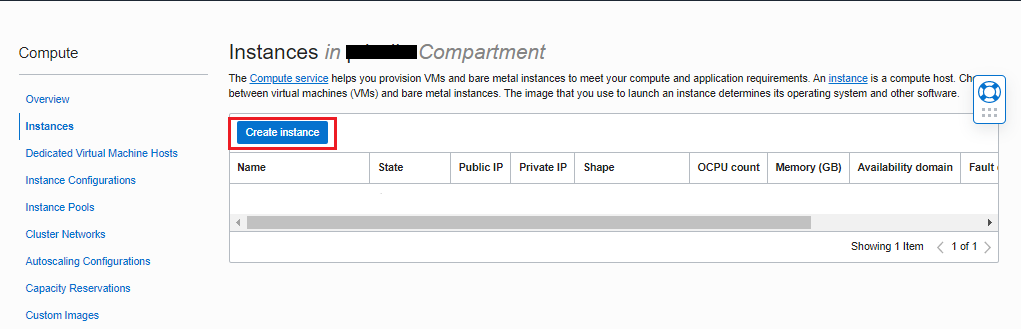 Compute
Overview
Instances
Dedicated Virtual Machine Hosts
Instance Configurations
Instance Pools
Cluster Networks
Autoscaling Configurations
Capacity Reservations
Custom Images
Instances in Compartment
The Compute service helps you provision VMs and bare metal instances to meet your compute and application requirements. An instance is a compute host.
between virtual machines (VMs) and bare metal instances. The image that you use to launch an instance determines its operating system and other software.
Create instance
Name State Public IP Private IP Shape OCPU count Memory (GB) Availability domain Fault
Showing 1 Item 1 of 1